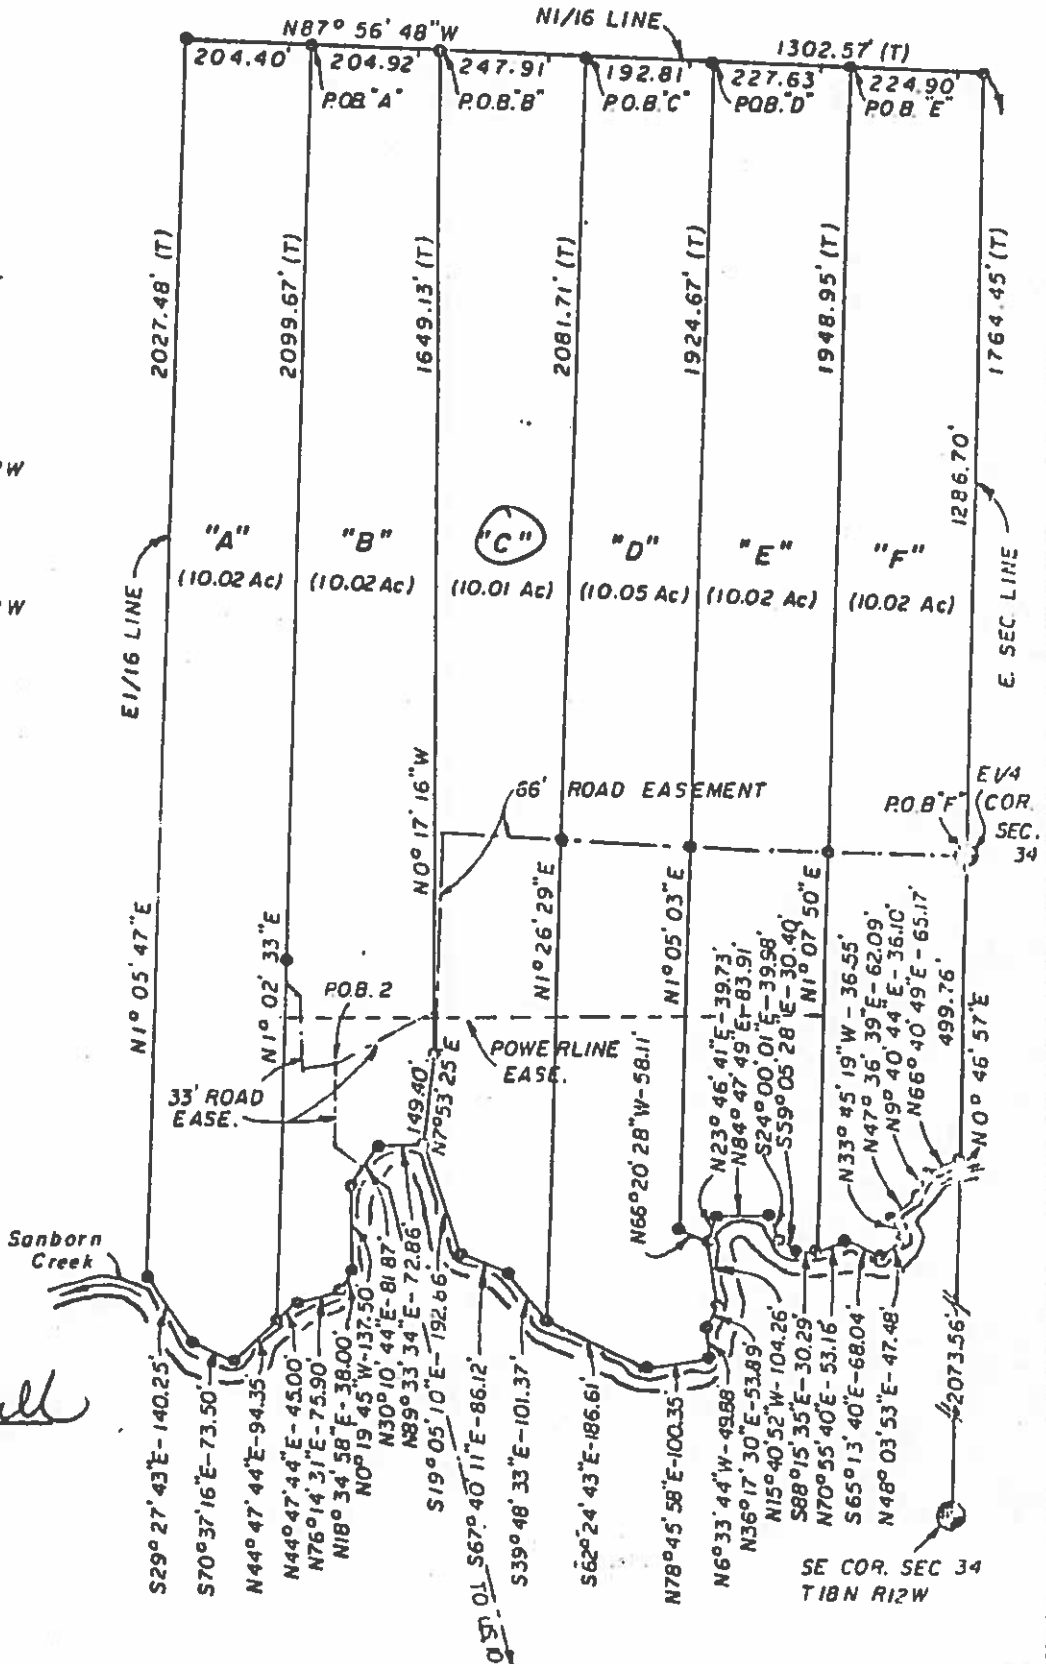 N1/16 LINE
N87° 56' 48"W
1302.57' (T)
204.40'
204.92'
247.91'
192.81'
227.63'
224.90'
P.O.B. "A"
P.O.B. "B"
P.O.B. "C"
P.O.B. "D"
P.O.B. "E"
2027.48' (T)
2099.67' (T)
1649.13' (T)
2081.71' (T)
1924.67' (T)
1948.95' (T)
1764.45' (T)
1286.70'
W
W
"A"
(10.02 Ac)
"B"
(10.02 Ac)
"C"
(10.01 Ac)
"D"
(10.05 Ac)
"E"
(10.02 Ac)
"F"
(10.02 Ac)
E1/16 LINE
E. SEC. LINE
66' ROAD EASEMENT
P.O.B "F"
E1/4
COR.
SEC.
34
N1° 05' 47"E
N1° 02' 33"E
N0° 17' 16"W
N1° 26' 29"E
N1° 05' 03"E
N1° 07' 50"E
N0° 46' 57"E
499.76'
P.O.B. 2
33' ROAD
EASE.
POWERLINE
EASE.
149.40'
N7° 53' 25"E
N66° 20' 28"W-58.11'
N23° 46' 41"E-39.73'
N84° 47' 49"E-83.91'
S24° 00' 01"E-39.98'
S59° 05' 28"E-30.40'
N33° 45' 19"W-36.55'
N47° 36' 39"E-62.09'
N9° 40' 44"E-36.10'
N66° 40' 49"E-65.17'
Sanborn
Creek
S29° 27' 43"E-140.25'
S70° 37' 16"E-73.50'
N44° 47' 44"E-94.35'
N44° 47' 44"E-45.00'
N76° 14' 31"E-75.90'
N18° 34' 58"E-38.00'
N0° 19' 45"W-137.50'
N30° 10' 44"E-81.87'
N89° 33' 34"E-72.86'
S19° 05' 10"E-192.66'
S67° 40' 11"E-86.12'
S39° 48' 33"E-101.37'
S62° 24' 43"E-186.61'
N78° 45' 58"E-100.35'
N6° 33' 44"W-49.88'
N36° 17' 30"E-53.89'
N15° 40' 52"W-104.26'
S88° 15' 35"E-30.29'
N70° 55' 40"E-53.16'
S65° 13' 40"E-68.04'
N48° 03' 53"E-47.48'
2073.56'
TO US 10
SE COR. SEC 34
T18N R12W